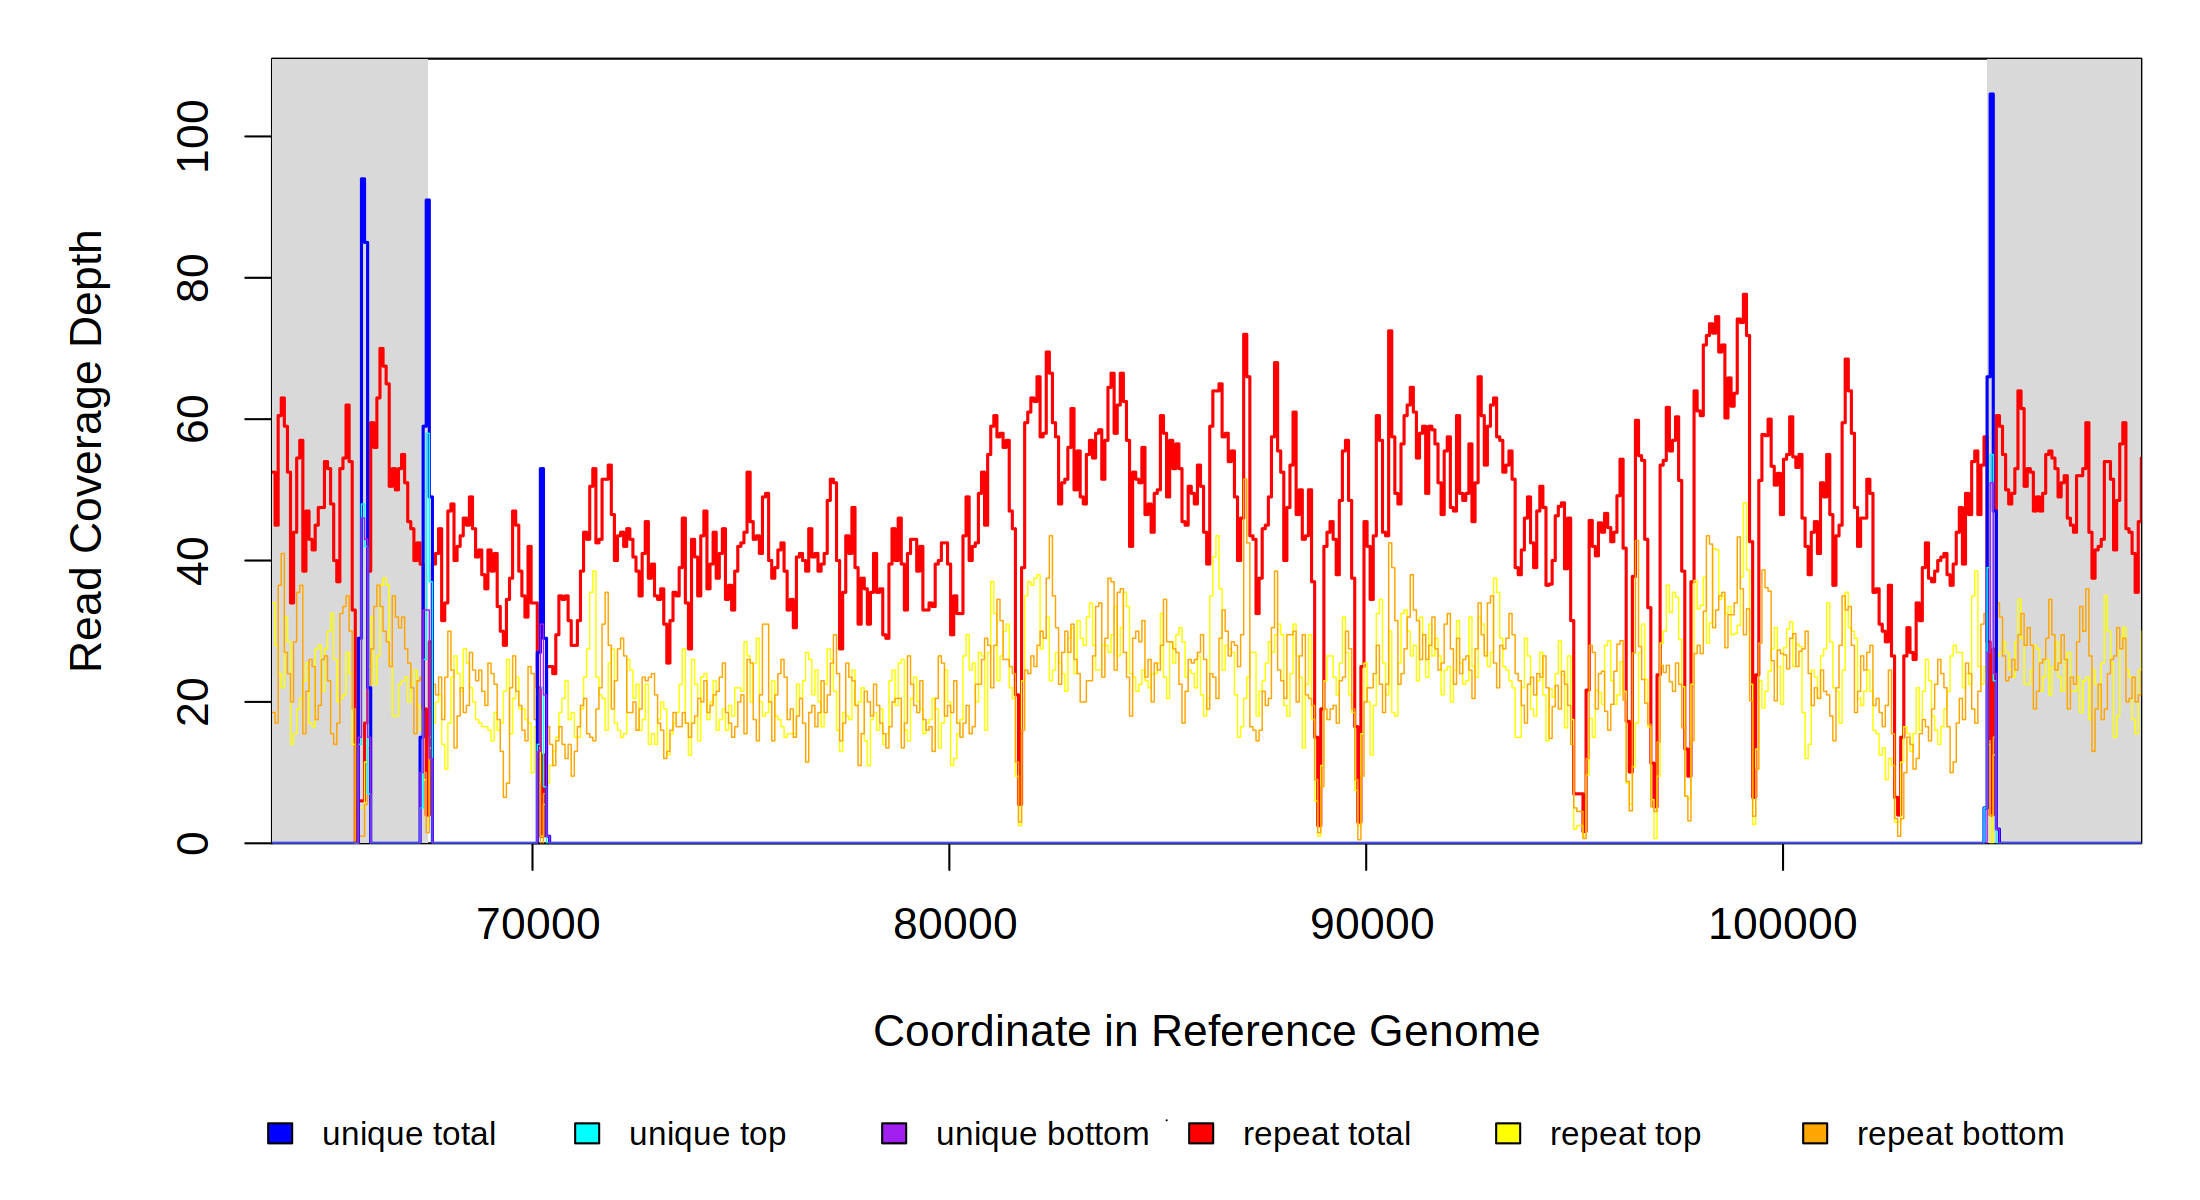 Read Coverage Depth
100
80
60
40
20
0
70000 80000 90000 100000
Coordinate in Reference Genome
unique total unique top unique bottom repeat total repeat top repeat bottom